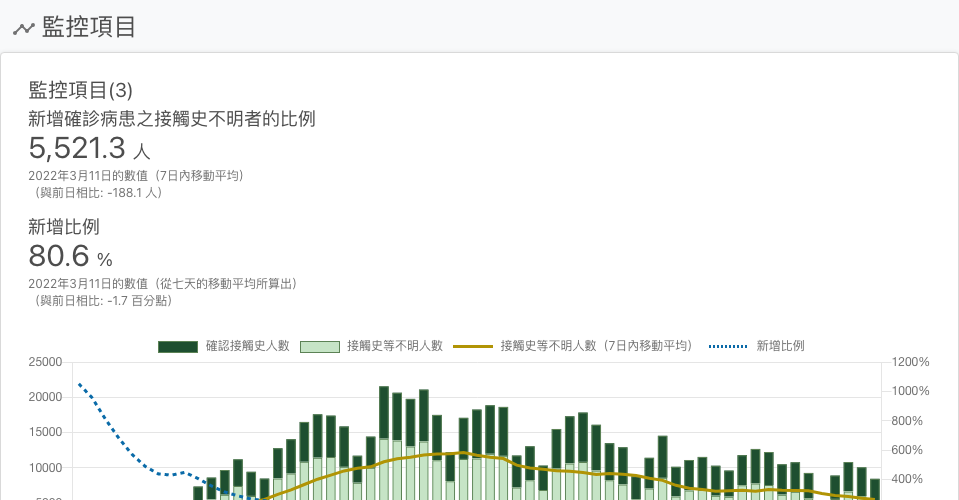 監控項目
監控項目(3)
新增確診病患之接觸史不明者的比例
5,521.3 人
2022年3月11日的數值（7日內移動平均）
（與前日相比: -188.1 人）
新增比例
80.6 %
2022年3月11日的數值（從七天的移動平均所算出）
（與前日相比: -1.7 百分點）
確認接觸史人數 接觸史等不明人數 接觸史等不明人數（7日內移動平均） 新增比例
25000 1200%
20000 1000%
15000 800%
600%
10000 400%